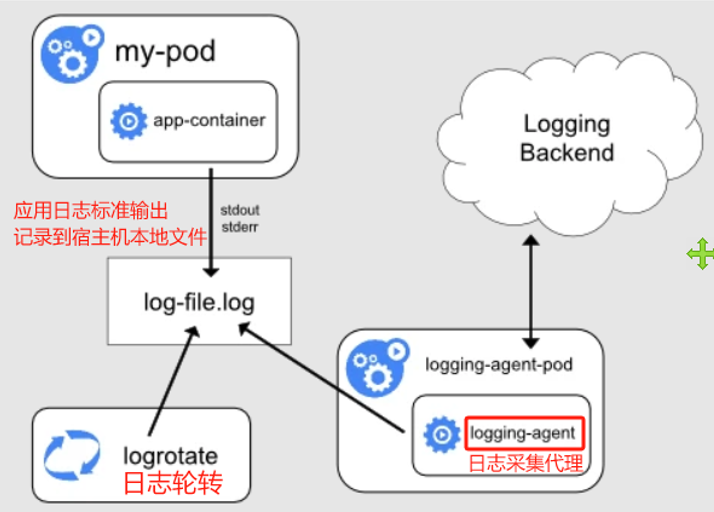 my-pod
app-container
Logging
Backend
应用日志标准输出
记录到宿主机本地文件
stdout
stderr
log-file.log
logging-agent-pod
logging-agent
日志采集代理
logrotate
日志轮转